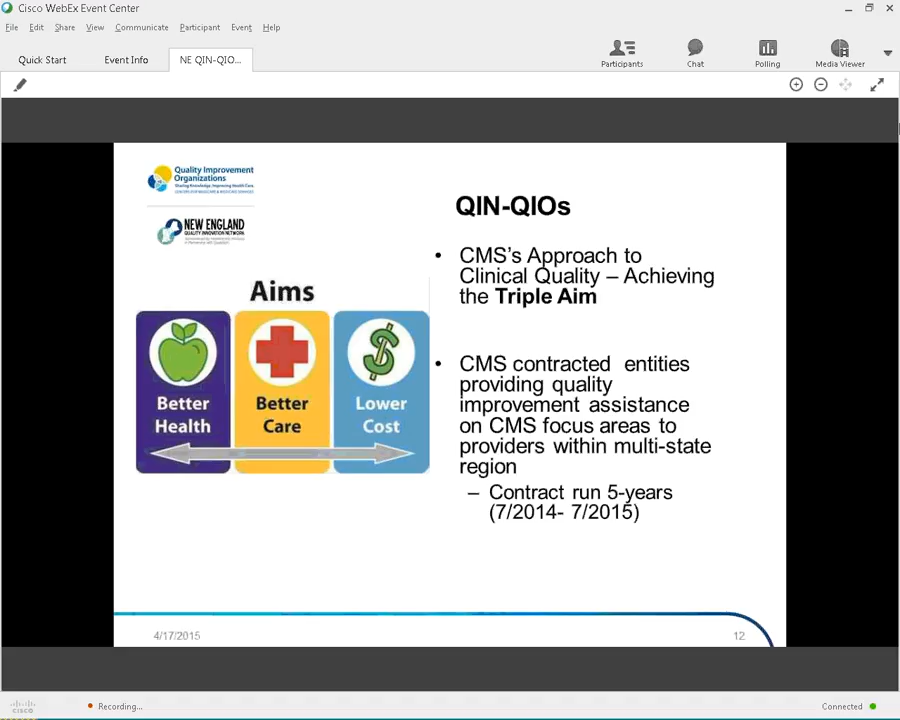 Cisco WebEx Event Center
File Edit Share View Communicate Participant Event Help
Quick Start Event Info NE QIN-QIO...
Participants Chat Polling Media Viewer
Quality Improvement
Organizations
Sharing Knowledge. Improving Health Care.
CENTERS FOR MEDICARE & MEDICAID SERVICES
NEW ENGLAND
QUALITY INNOVATION NETWORK
QIN-QIOs
• CMS's Approach to
Clinical Quality – Achieving
the Triple Aim
Aims
Better
Health
Better
Care
Lower
Cost
• CMS contracted entities
providing quality
improvement assistance
on CMS focus areas to
providers within multi-state
region
– Contract run 5-years
(7/2014- 7/2015)
4/17/2015
12
cisco
Recording...
Connected